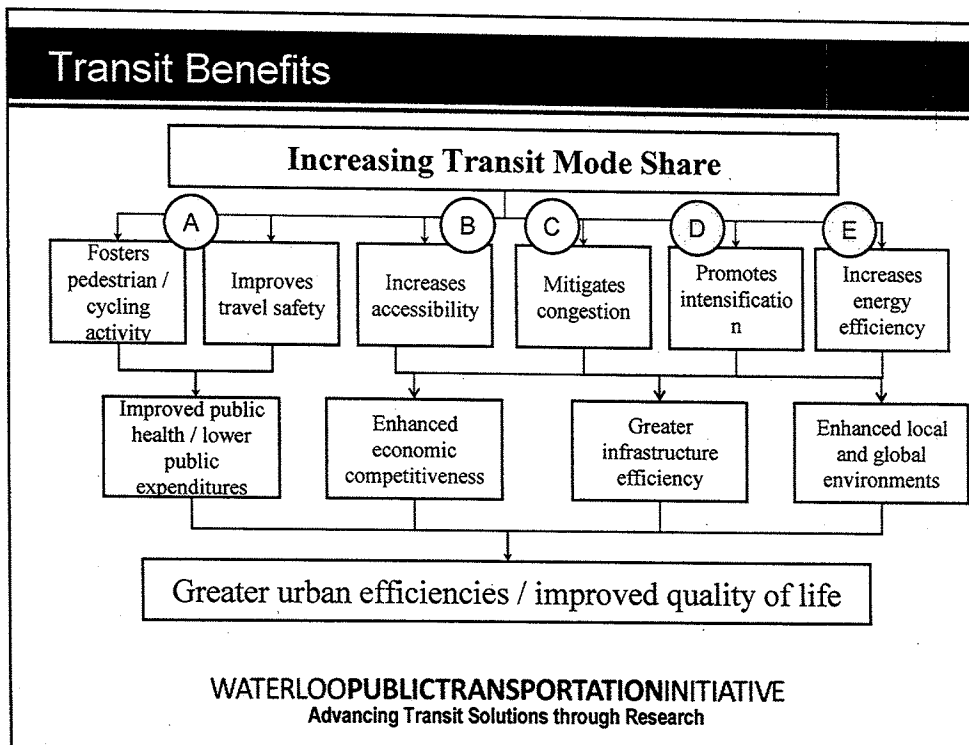 Transit Benefits
Increasing Transit Mode Share
A
B
C
D
E
Fosters
pedestrian /
cycling
activity
Improves
travel safety
Increases
accessibility
Mitigates
congestion
Promotes
intensificatio
n
Increases
energy
efficiency
Improved public
health / lower
public
expenditures
Enhanced
economic
competitiveness
Greater
infrastructure
efficiency
Enhanced local
and global
environments
Greater urban efficiencies / improved quality of life
WATERLOOPUBLICTRANSPORTATIONINITIATIVE
Advancing Transit Solutions through Research